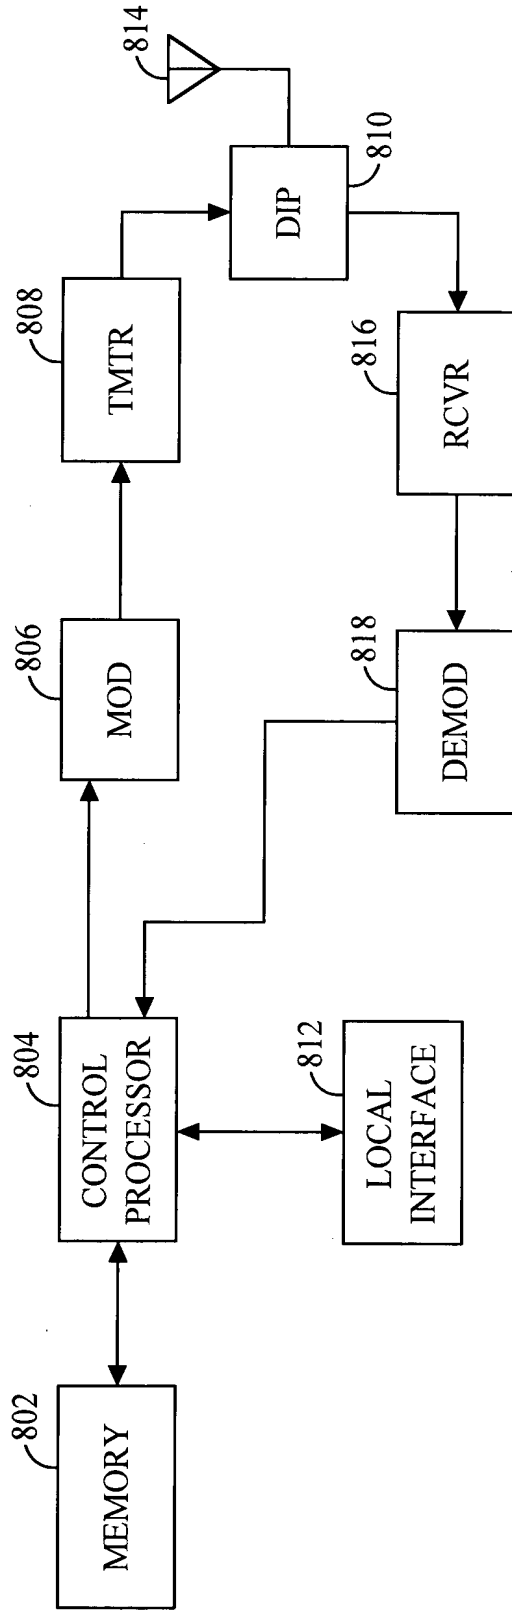 802
MEMORY
804
CONTROL
PROCESSOR
812
LOCAL
INTERFACE
806
MOD
808
TMTR
814
810
DIP
816
RCVR
818
DEMOD